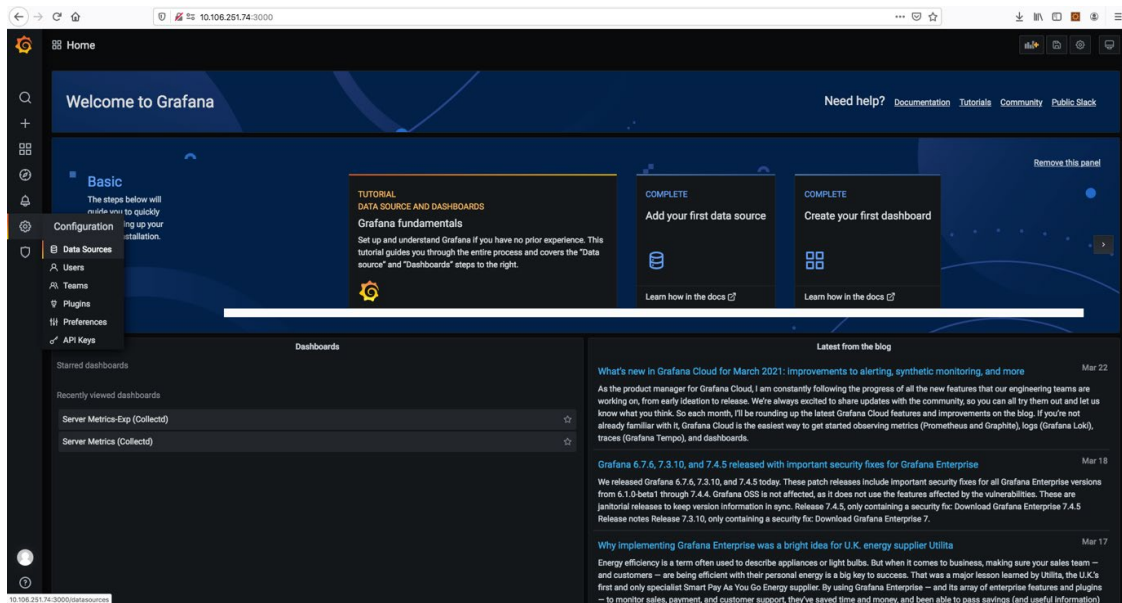 10.106.251.74:3000
Home
Welcome to Grafana
Need help? Documentation Tutorials Community Public Slack
Remove this panel
Basic
The steps below will
guide you to quickly
ing up your
stallation.
TUTORIAL
DATA SOURCE AND DASHBOARDS
Grafana fundamentals
Set up and understand Grafana if you have no prior experience. This
tutorial guides you through the entire process and covers the "Data
source" and "Dashboards" steps to the right.
COMPLETE
Add your first data source
Learn how in the docs
COMPLETE
Create your first dashboard
Learn how in the docs
Configuration
Data Sources
Users
Teams
Plugins
Preferences
API Keys
Dashboards
Starred dashboards
Recently viewed dashboards
Server Metrics-Exp (Collectd)
Server Metrics (Collectd)
Latest from the blog
What's new in Grafana Cloud for March 2021: improvements to alerting, synthetic monitoring, and more
Mar 22
As the product manager for Grafana Cloud, I am constantly following the progress of all the new features that our engineering teams are
working on, from early ideation to release. We're always excited to share updates with the community, so you can all try them out and let us
know what you think. So each month, I'll be rounding up the latest Grafana Cloud features and improvements on the blog. If you're not
already familiar with it, Grafana Cloud is the easiest way to get started observing metrics (Prometheus and Graphite), logs (Grafana Loki),
traces (Grafana Tempo), and dashboards.
Grafana 6.7.6, 7.3.10, and 7.4.5 released with important security fixes for Grafana Enterprise
Mar 18
We released Grafana 6.7.6, 7.3.10, and 7.4.5 today. These patch releases include important security fixes for all Grafana Enterprise versions
from 6.1.0-beta1 through 7.4.4. Grafana OSS is not affected, as it does not use the features affected by the vulnerabilities. These are
janitorial releases to keep version information in sync. Release 7.4.5, only containing a security fix: Download Grafana Enterprise 7.4.5
Release notes Release 7.3.10, only containing a security fix: Download Grafana Enterprise 7.
Why implementing Grafana Enterprise was a bright idea for U.K. energy supplier Utilita
Mar 17
Energy efficiency is a term often used to describe appliances or light bulbs. But when it comes to business, making sure your sales team —
and customers — are being efficient with their personal energy is a big key to success. That was a major lesson learned by Utilita, the U.K.'s
first and only specialist Smart Pay As You Go Energy supplier. By using Grafana Enterprise — and its array of enterprise features and plugins
— to monitor sales, payment, and customer support, they've saved time and money, and been able to pass savings (and useful information)
10.106.251.74:3000/datasources